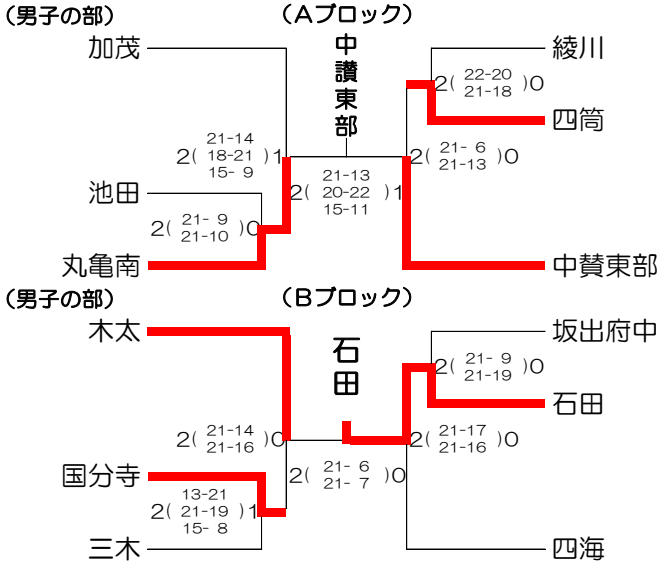 (男子の部)
(Aブロック)
加茂
中讃東部
綾川
2( 22-20 )0
21-18
四筒
21-14
2( 18-21 )1
15- 9
2( 21- 6 )0
21-13
21-13
2( 20-22 )1
15-11
池田
2( 21- 9 )0
21-10
丸亀南
中賛東部
(男子の部)
(Bブロック)
木太
石田
坂出府中
2( 21- 9 )0
21-19
石田
2( 21-14 )0
21-16
2( 21-17 )0
21-16
国分寺
2( 21- 6 )0
21- 7
13-21
2( 21-19 )1
15- 8
三木
四海